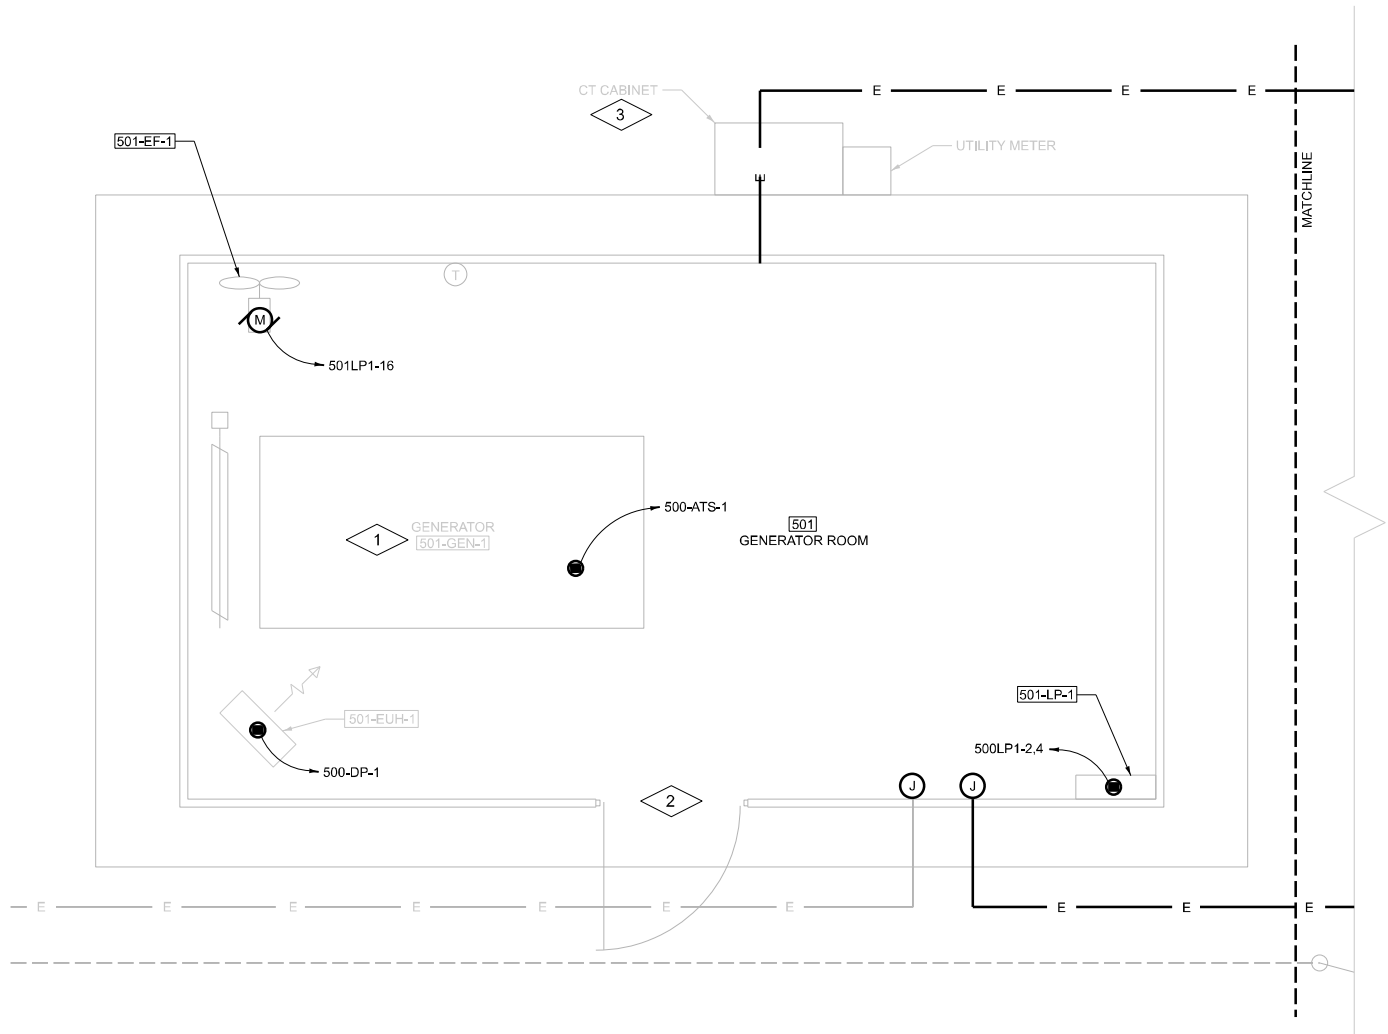 CT CABINET
E E E E
3
501-EF-1
UTILITY METER
MATCHLINE
E
T
M
501LP1-16
500-ATS-1
1
GENERATOR
501-GEN-1
501
GENERATOR ROOM
501-EUH-1
501-LP-1
500LP1-2,4
500-DP-1
2
J J
E E E E E E E
E E E